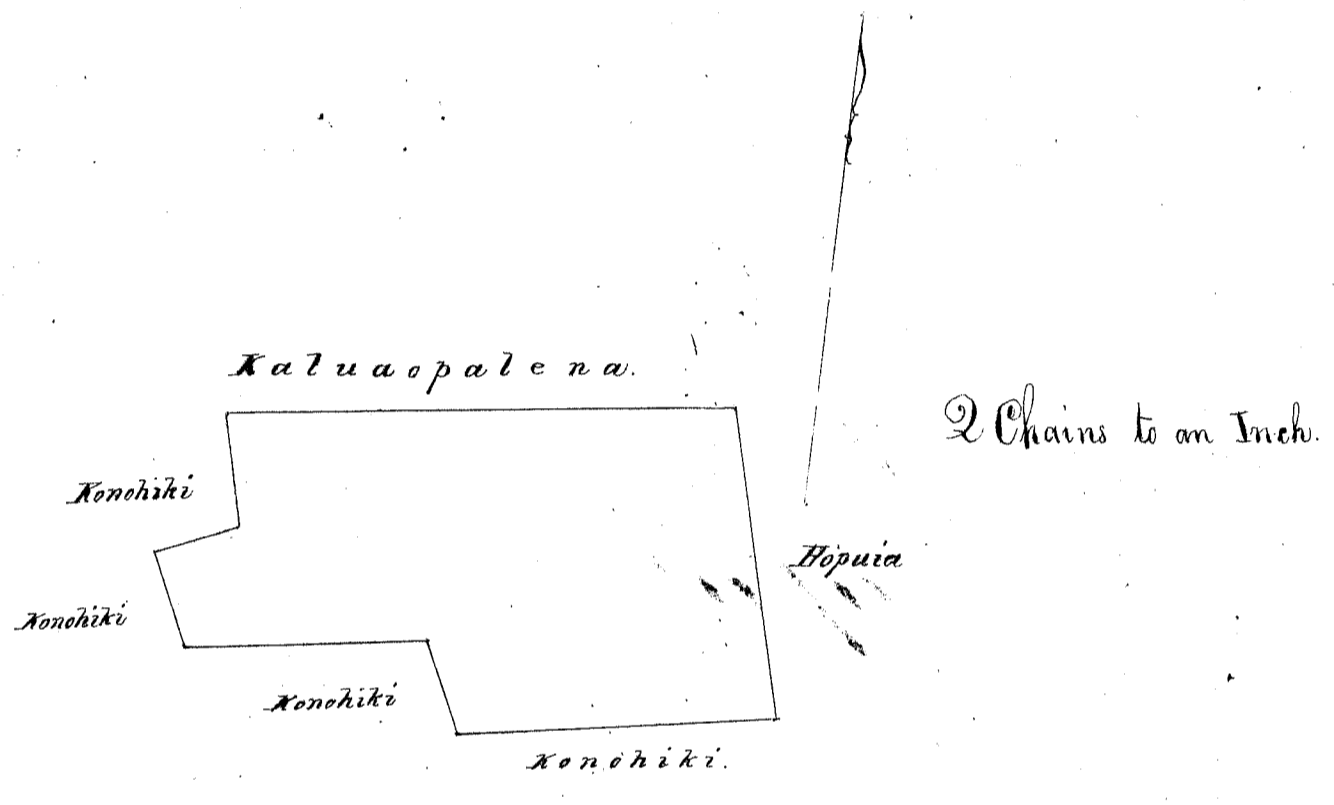 Kaluaopalena.
2 Chains to an Inch.
Konohiki
Hopuia
Konohiki
Konohiki
Konohiki.